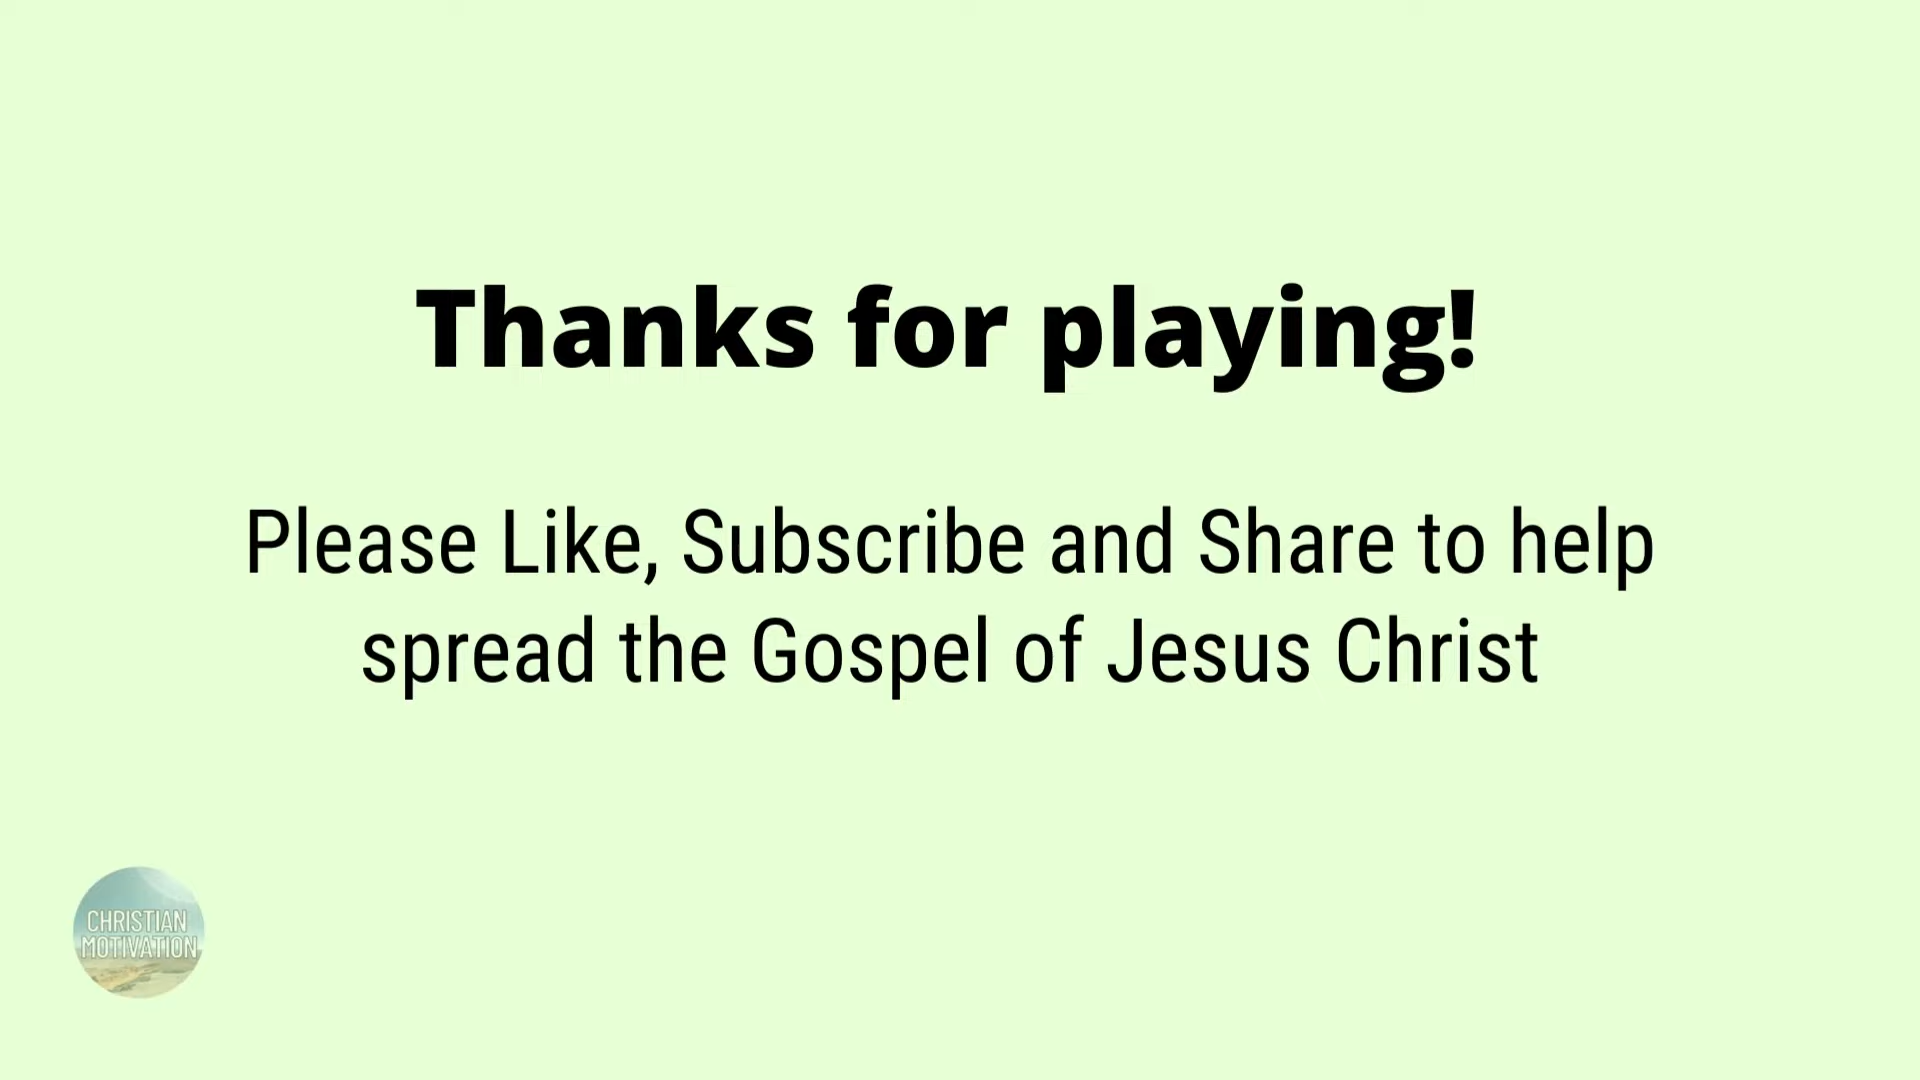 Thanks for playing!
Please Like, Subscribe and Share to help
spread the Gospel of Jesus Christ
CHRISTIAN
MOTIVATION